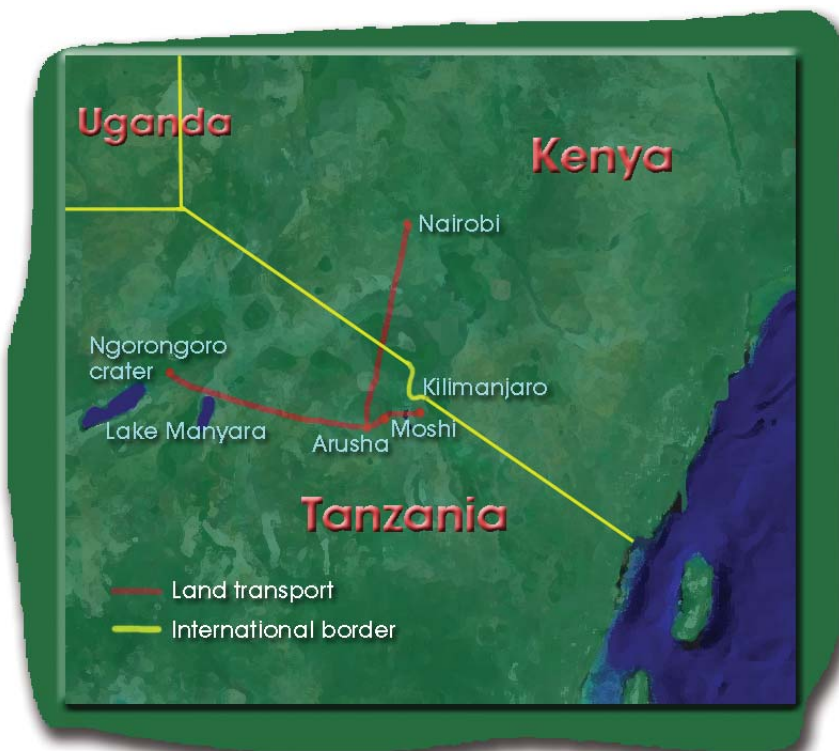 Uganda
Kenya
Nairobi
Ngorongoro
crater
Kilimanjaro
Lake Manyara
Moshi
Arusha
Tanzania
Land transport
International border